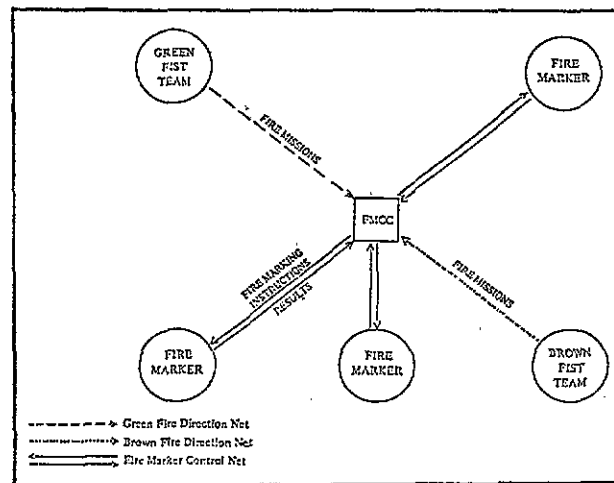 GREEN
FIST
TEAM
FIRE
MARKER
FIRE MISSIONS
FMCC
FIRE MARKING
INSTRUCTIONS
RESULTS
FIRE MISSIONS
FIRE
MARKER
FIRE
MARKER
BROWN
FIST
TEAM
Green Fire Direction Net
Brown Fire Direction Net
Fire Marker Control Net